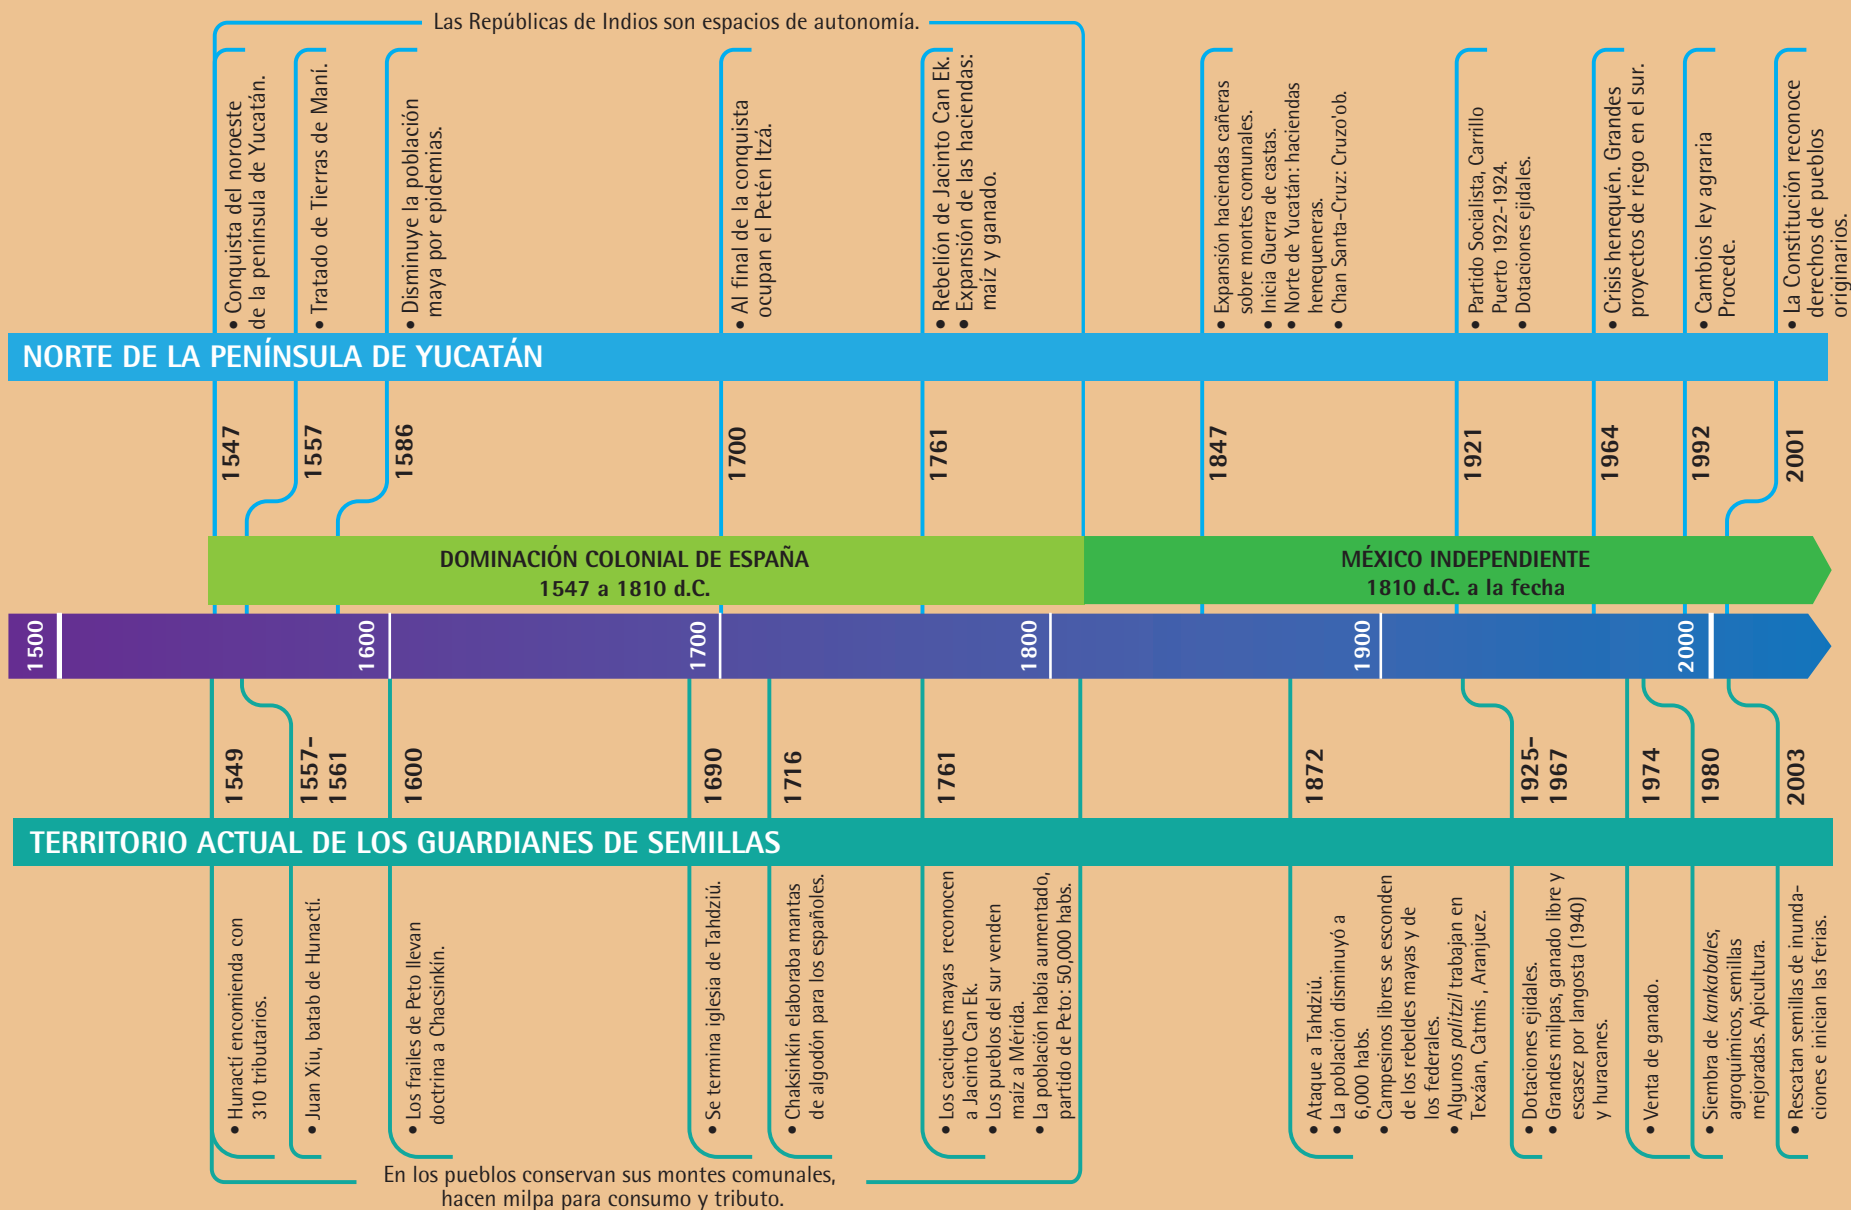 Las Repúblicas de Indios son espacios de autonomía.
• Conquista del noroeste
de la península de Yucatán.
• Tratado de Tierras de Maní.
• Disminuye la población
maya por epidemias.
• Al final de la conquista
ocupan el Petén Itzá.
• Rebelión de Jacinto Can Ek.
• Expansión de las haciendas:
maíz y ganado.
• Expansión haciendas cañeras
sobre montes comunales.
• Inicia Guerra de castas.
• Norte de Yucatán: haciendas
henequeneras.
• Chan Santa-Cruz: Cruzo'ob.
• Partido Socialista, Carrillo
Puerto 1922-1924.
• Dotaciones ejidales.
• Crisis henequén. Grandes
proyectos de riego en el sur.
• Cambios ley agraria
Procede.
• La Constitución reconoce
derechos de pueblos
originarios.
NORTE DE LA PENÍNSULA DE YUCATÁN
1547
1557
1586
1700
1761
1847
1921
1964
1992
2001
DOMINACIÓN COLONIAL DE ESPAÑA
1547 a 1810 d.C.
MÉXICO INDEPENDIENTE
1810 d.C. a la fecha
1500
1600
1700
1800
1900
2000
1549
1557-
1561
1600
1690
1716
1761
1872
1925-
1967
1974
1980
2003
TERRITORIO ACTUAL DE LOS GUARDIANES DE SEMILLAS
• Hunactí encomienda con
310 tributarios.
• Juan Xiu, batab de Hunactí.
• Los frailes de Peto llevan
doctrina a Chacsinkín.
• Se termina iglesia de Tahdziú.
• Chaksinkín elaboraba mantas
de algodón para los españoles.
• Los caciques mayas reconocen
a Jacinto Can Ek.
• Los pueblos del sur venden
maíz a Mérida.
• La población había aumentado,
partido de Peto: 50,000 habs.
• Ataque a Tahdziú.
• La población disminuyó a
6,000 habs.
• Campesinos libres se esconden
de los rebeldes mayas y de
los federales.
• Algunos palitzil trabajan en
Texáan, Catmís , Aranjuez.
• Dotaciones ejidales.
• Grandes milpas, ganado libre y
escasez por langosta (1940)
y huracanes.
• Venta de ganado.
• Siembra de kankabales,
agroquímicos, semillas
mejoradas. Apicultura.
• Rescatan semillas de inunda-
ciones e inician las ferias.
En los pueblos conservan sus montes comunales,
hacen milpa para consumo y tributo.